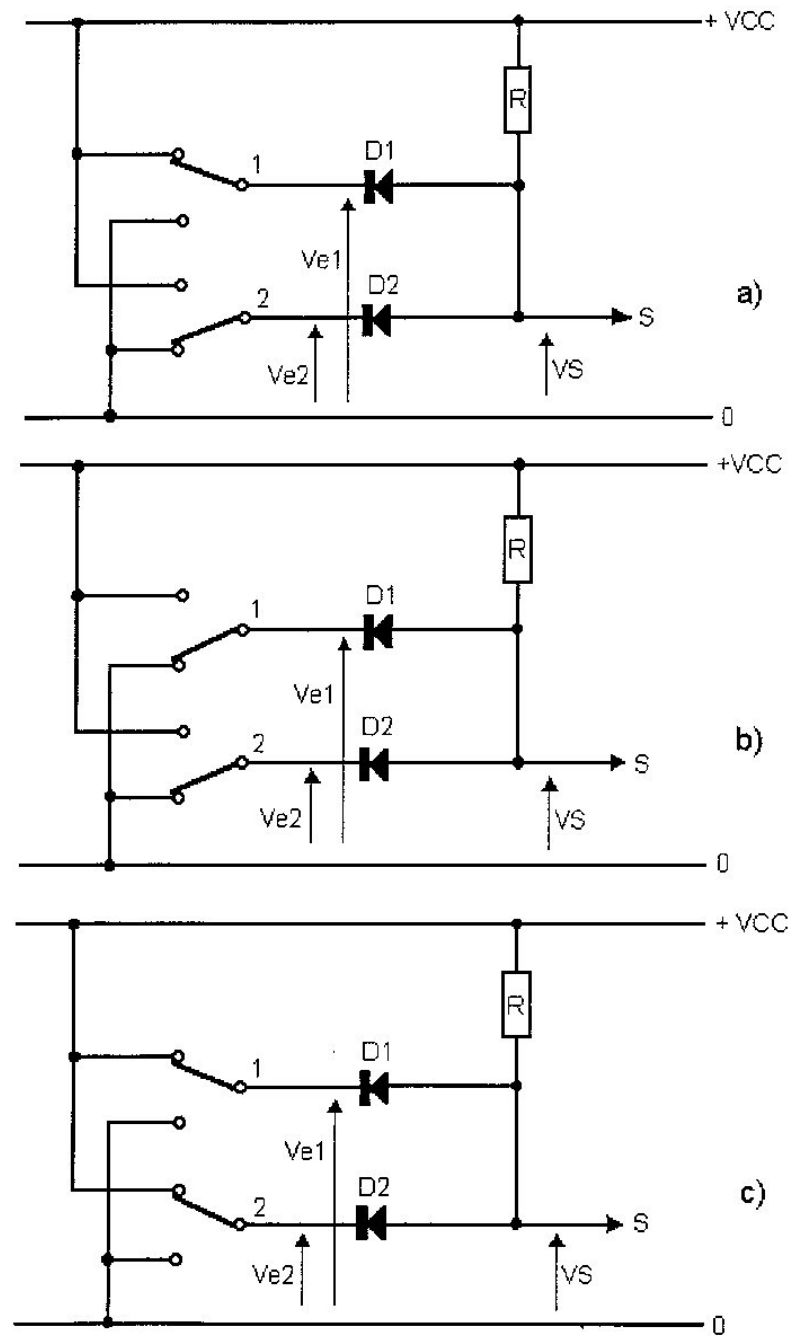 + VCC
R
1
D1
Ve1
a)
2
D2
S
Ve2
VS
0
+VCC
R
1
D1
Ve1
b)
2
D2
S
Ve2
VS
0
+ VCC
R
1
D1
Ve1
c)
2
D2
S
Ve2
VS
0